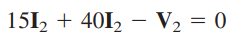 15I₂ + 40I₂ − V₂ = 0